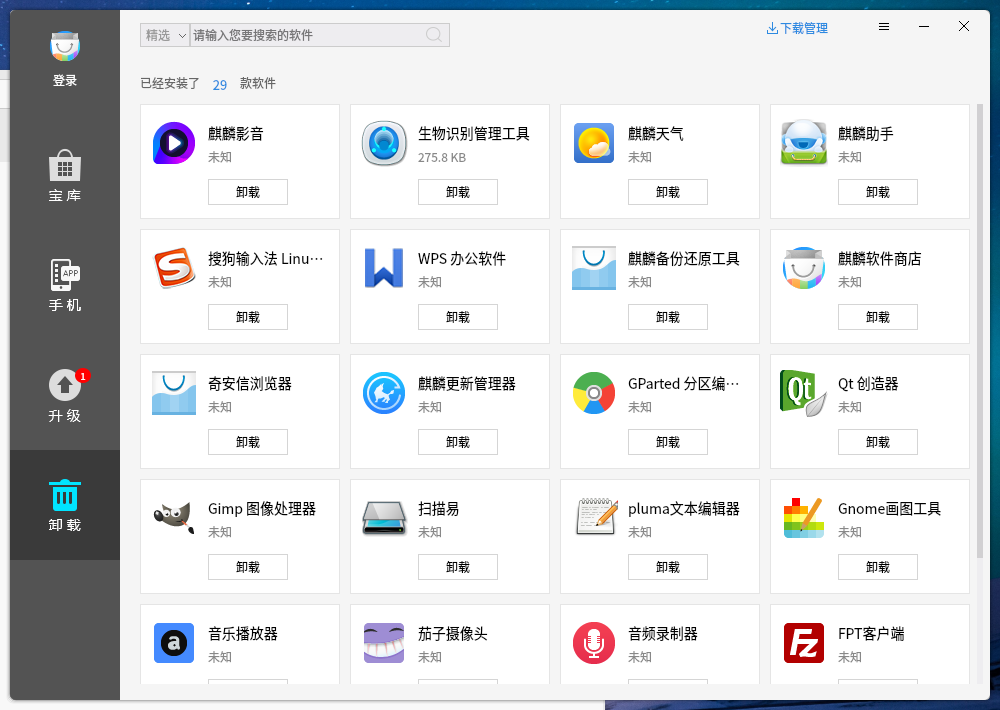 登录
宝 库
APP
手 机
1
升 级
卸 载
精选
请输入您要搜索的软件
下载管理
已经安装了 29 款软件
麒麟影音
未知
卸载
生物识别管理工具
275.8 KB
卸载
麒麟天气
未知
卸载
麒麟助手
未知
卸载
搜狗输入法 Linu···
未知
卸载
WPS 办公软件
未知
卸载
麒麟备份还原工具
未知
卸载
麒麟软件商店
未知
卸载
奇安信浏览器
未知
卸载
麒麟更新管理器
未知
卸载
GParted 分区编···
未知
卸载
Qt
Qt 创造器
未知
卸载
Gimp 图像处理器
未知
卸载
扫描易
未知
卸载
pluma文本编辑器
未知
卸载
Gnome画图工具
未知
卸载
a
音乐播放器
未知
茄子摄像头
未知
音频录制器
未知
Fz
FPT客户端
未知